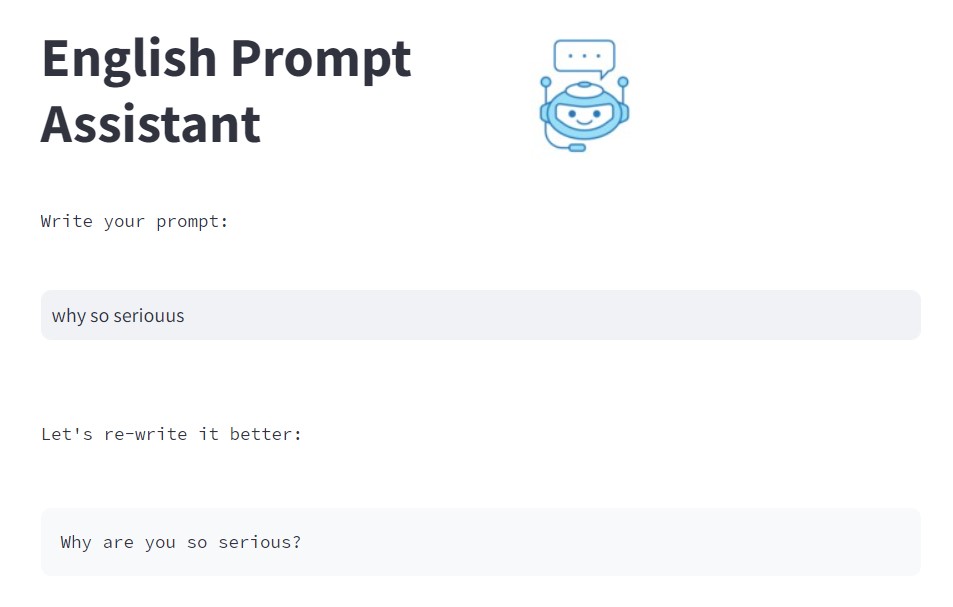 English Prompt
Assistant
Write your prompt:
why so seriouus
Let's re-write it better:
Why are you so serious?